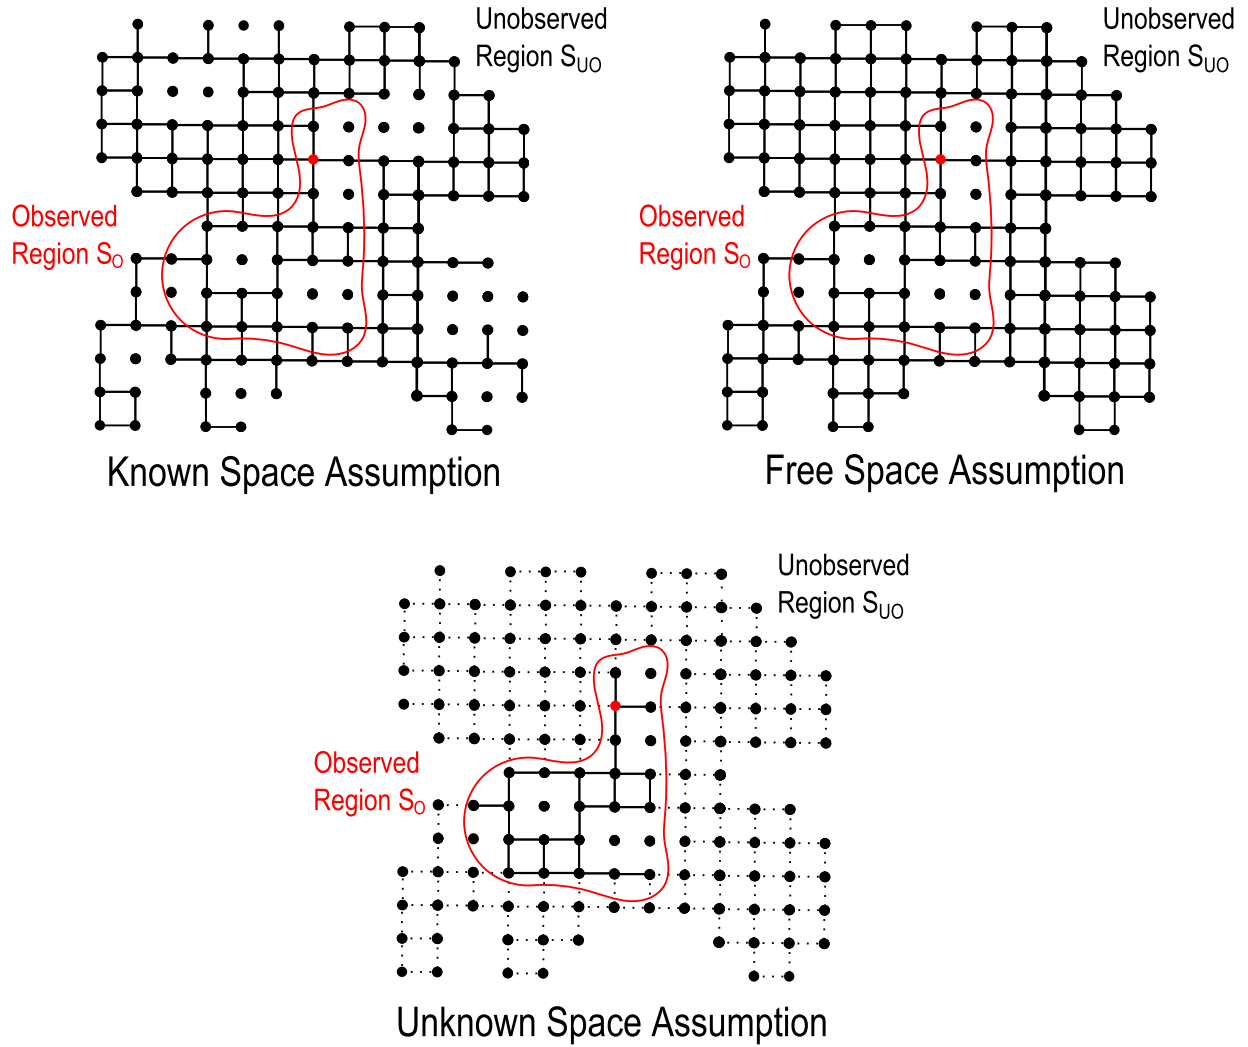 Unobserved
Region S_UO
Observed
Region S_O
Known Space Assumption
Unobserved
Region S_UO
Observed
Region S_O
Free Space Assumption
Unobserved
Region S_UO
Observed
Region S_O
Unknown Space Assumption